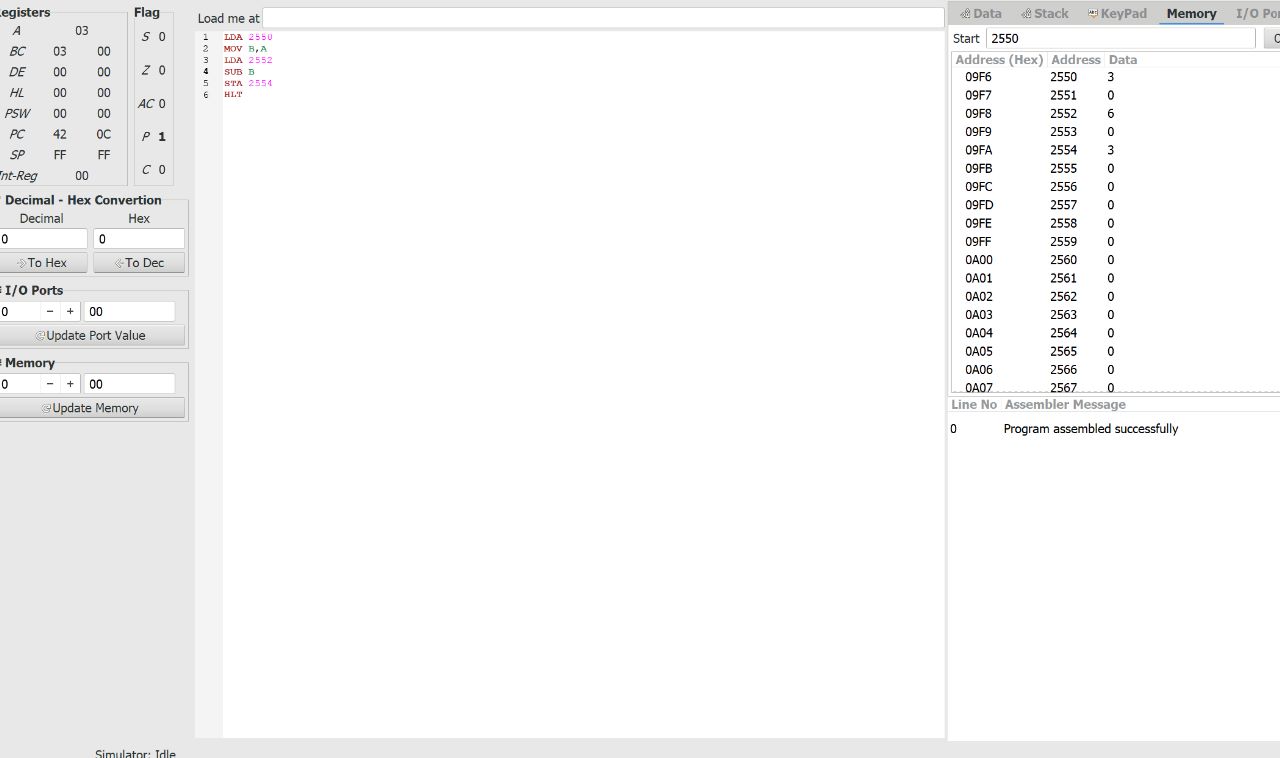 egisters
A 03
BC 03 00
DE 00 00
HL 00 00
PSW 00 00
PC 42 0C
SP FF FF
Int-Reg 00
Flag
S 0
Z 0
AC 0
P 1
C 0
Decimal - Hex Convertion
Decimal Hex
0 0
To Hex To Dec
I/O Ports
0 - + 00
Update Port Value
Memory
0 - + 00
Update Memory
Simulator: Idle
Load me at
1 LDA 2550
2 MOV B,A
3 LDA 2552
4 SUB B
5 STA 2554
6 HLT
Data Stack KeyPad Memory I/O Por
Start 2550
Address (Hex) Address Data
09F6 2550 3
09F7 2551 0
09F8 2552 6
09F9 2553 0
09FA 2554 3
09FB 2555 0
09FC 2556 0
09FD 2557 0
09FE 2558 0
09FF 2559 0
0A00 2560 0
0A01 2561 0
0A02 2562 0
0A03 2563 0
0A04 2564 0
0A05 2565 0
0A06 2566 0
0A07 2567 0
Line No Assembler Message
0 Program assembled successfully